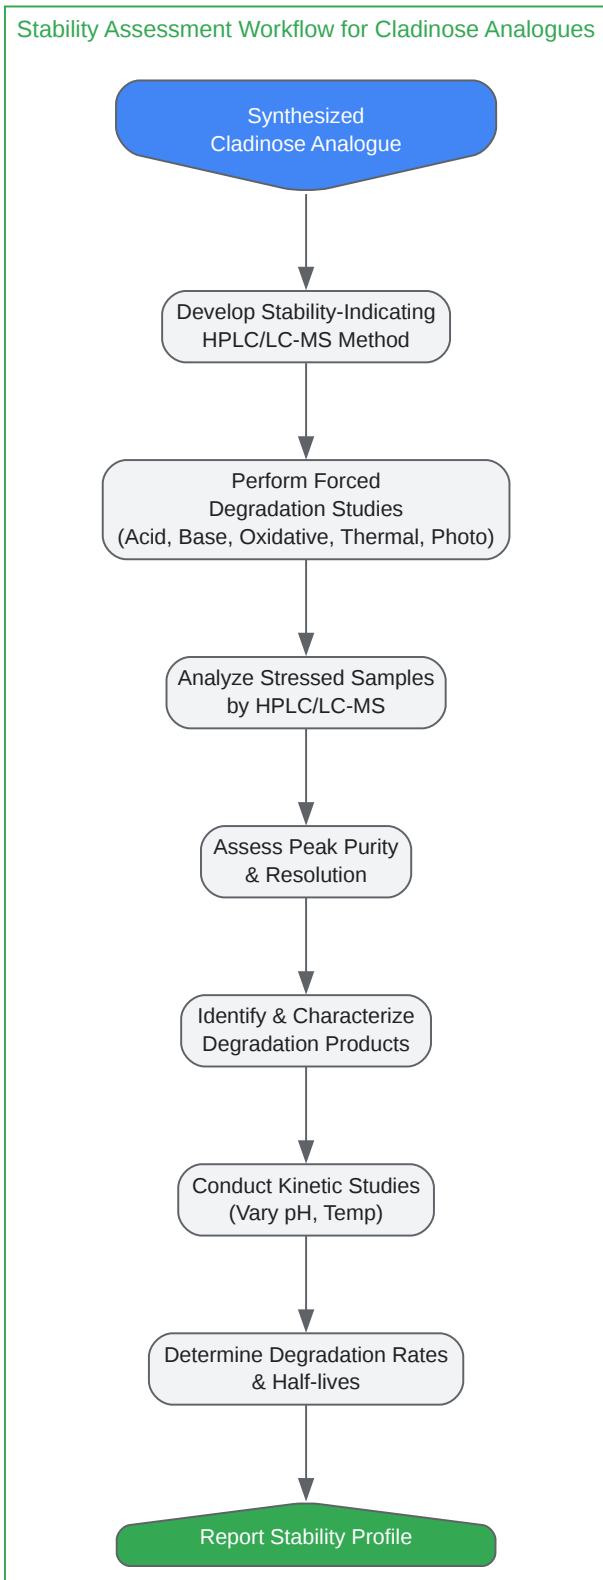 Stability Assessment Workflow for Cladinose Analogues
Synthesized
Cladinose Analogue
Develop Stability-Indicating
HPLC/LC-MS Method
Perform Forced
Degradation Studies
(Acid, Base, Oxidative, Thermal, Photo)
Analyze Stressed Samples
by HPLC/LC-MS
Assess Peak Purity
& Resolution
Identify & Characterize
Degradation Products
Conduct Kinetic Studies
(Vary pH, Temp)
Determine Degradation Rates
& Half-lives
Report Stability Profile